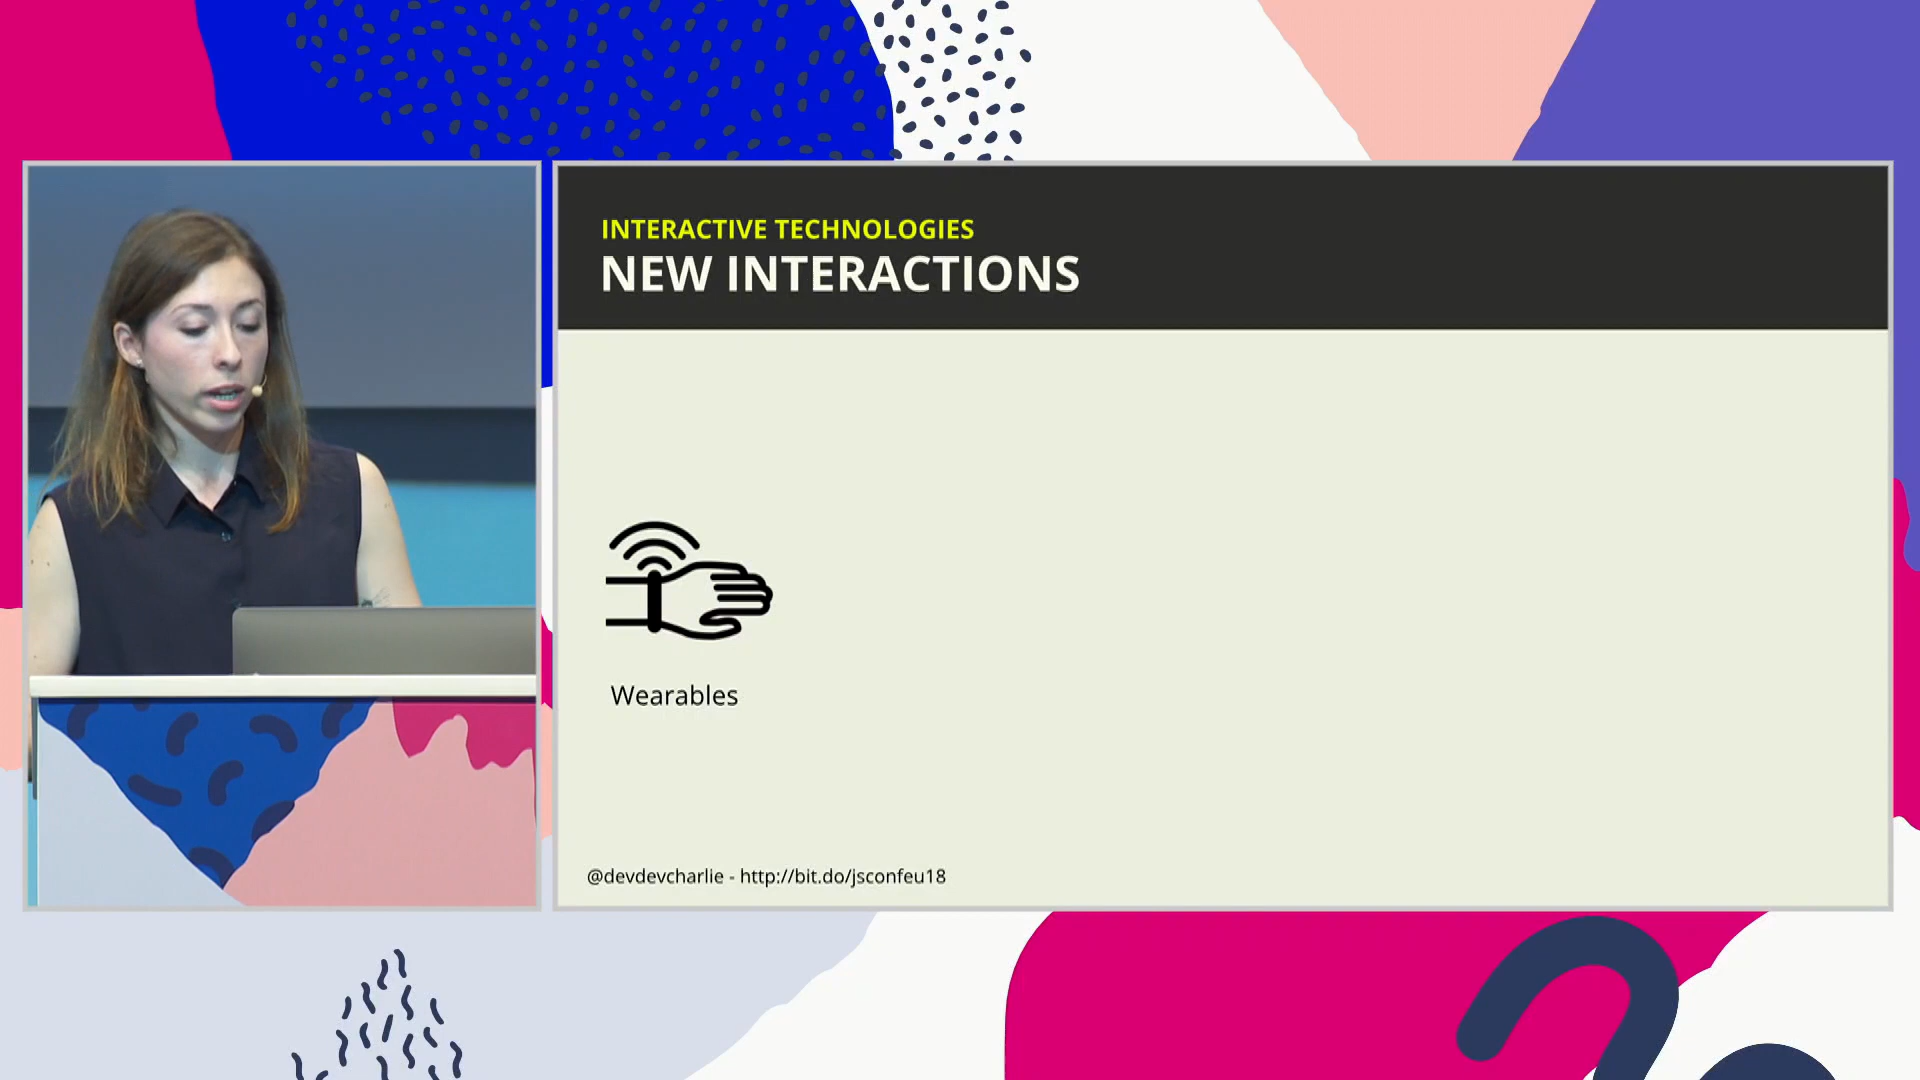 INTERACTIVE TECHNOLOGIES
NEW INTERACTIONS
Wearables
@devdevcharlie - http://bit.do/jsconfeu18